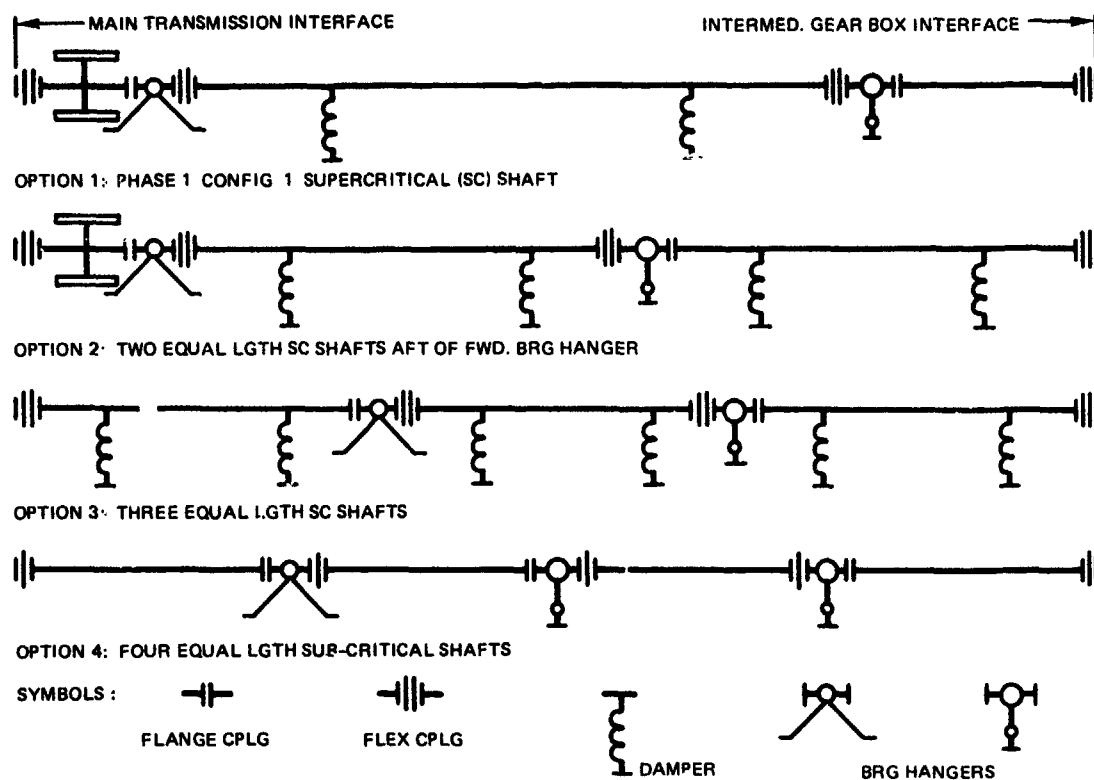 MAIN TRANSMISSION INTERFACE
INTERMED. GEAR BOX INTERFACE
OPTION 1: PHASE 1 CONFIG 1 SUPERCRITICAL (SC) SHAFT
OPTION 2: TWO EQUAL LGTH SC SHAFTS AFT OF FWD. BRG HANGER
OPTION 3: THREE EQUAL LGTH SC SHAFTS
OPTION 4: FOUR EQUAL LGTH SUB-CRITICAL SHAFTS
SYMBOLS :
FLANGE CPLG
FLEX CPLG
DAMPER
BRG HANGERS